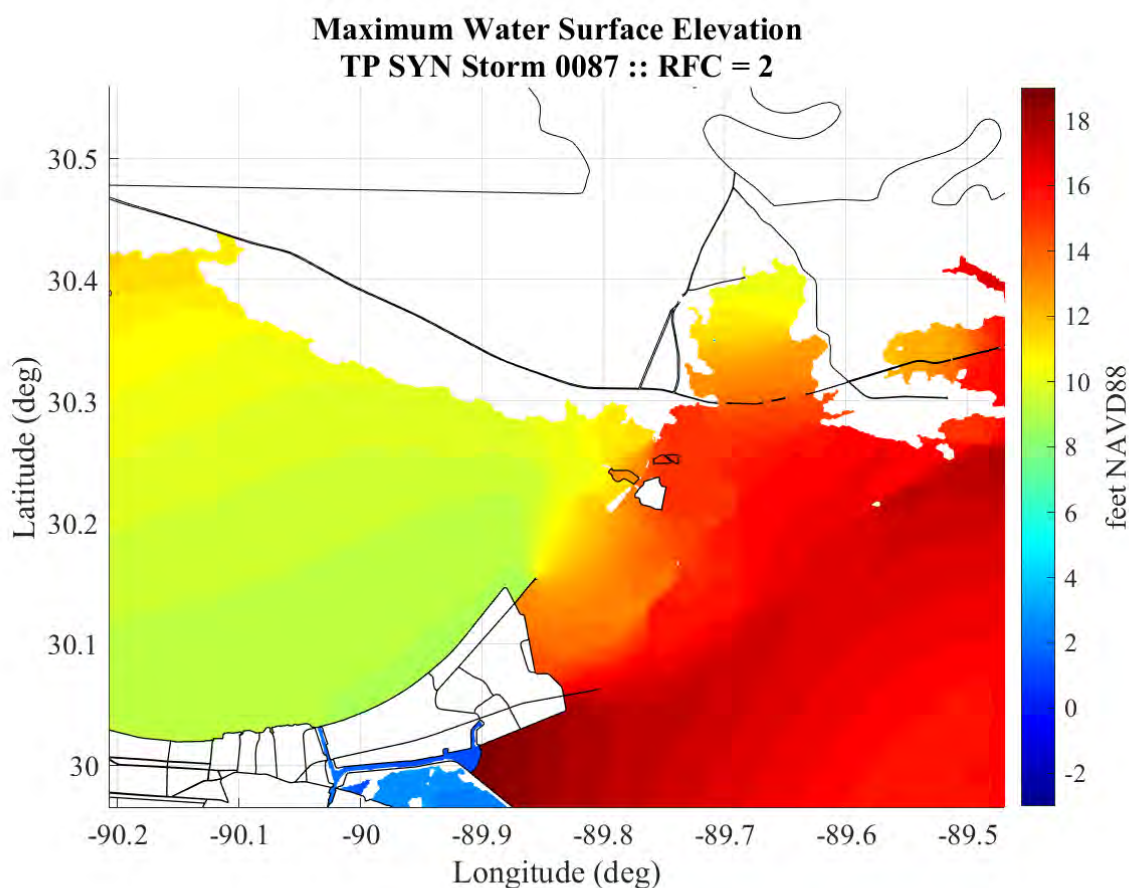 Maximum Water Surface Elevation
TP SYN Storm 0087 :: RFC = 2
30.5
30.4
30.3
30.2
30.1
30
Latitude (deg)
-90.2 -90.1 -90 -89.9 -89.8 -89.7 -89.6 -89.5
Longitude (deg)
18
16
14
12
10
8
6
4
2
0
-2
feet NAVD88